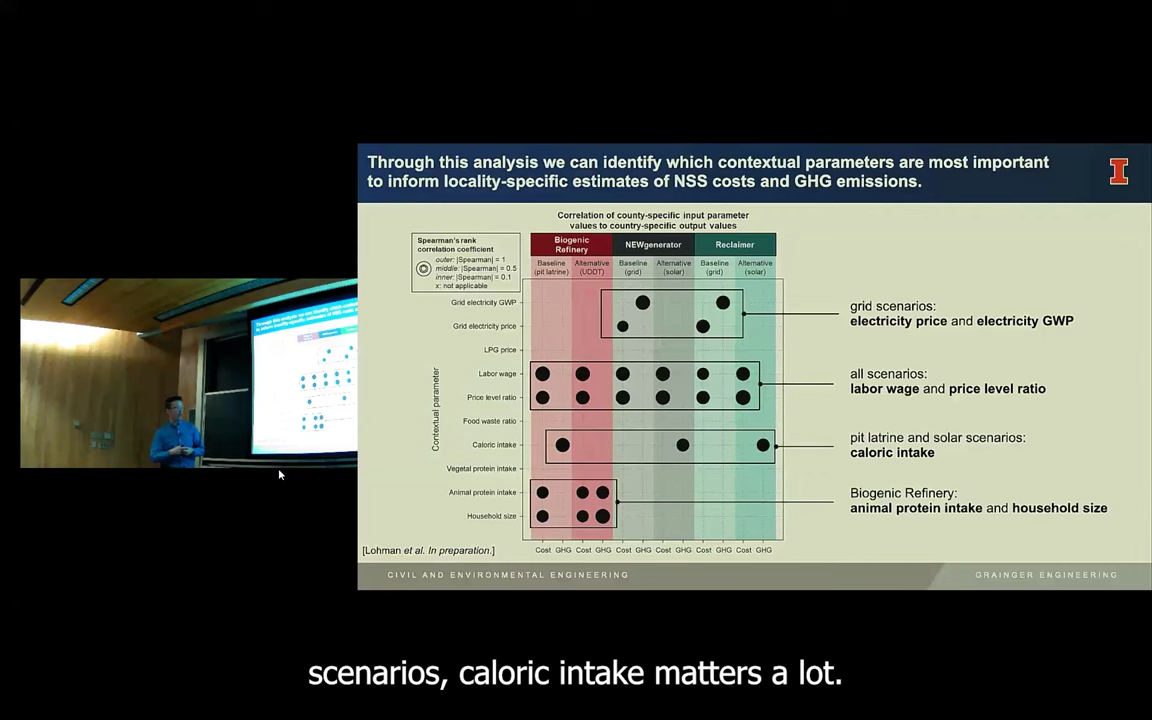 Through this analysis we can identify which contextual parameters are most important
to inform locality-specific estimates of NSS costs and GHG emissions.
Correlation of county-specific input parameter
values to country-specific output values
Spearman's rank
correlation coefficient
outer: |Spearman| = 1
middle: |Spearman| = 0.5
inner: |Spearman| = 0.1
x: not applicable
Biogenic
Refinery
NEWgenerator
Reclaimer
Baseline
(pit latrine)
Alternative
(UDDT)
Baseline
(grid)
Alternative
(solar)
Baseline
(grid)
Alternative
(solar)
Contextual parameter
Grid electricity GWP
Grid electricity price
LPG price
Labor wage
Price level ratio
Food waste ratio
Caloric intake
Vegetal protein intake
Animal protein intake
Household size
Cost GHG Cost GHG Cost GHG Cost GHG Cost GHG Cost GHG
grid scenarios:
electricity price and electricity GWP
all scenarios:
labor wage and price level ratio
pit latrine and solar scenarios:
caloric intake
Biogenic Refinery:
animal protein intake and household size
[Lohman et al. In preparation.]
CIVIL AND ENVIRONMENTAL ENGINEERING
GRAINGER ENGINEERING
scenarios, caloric intake matters a lot.